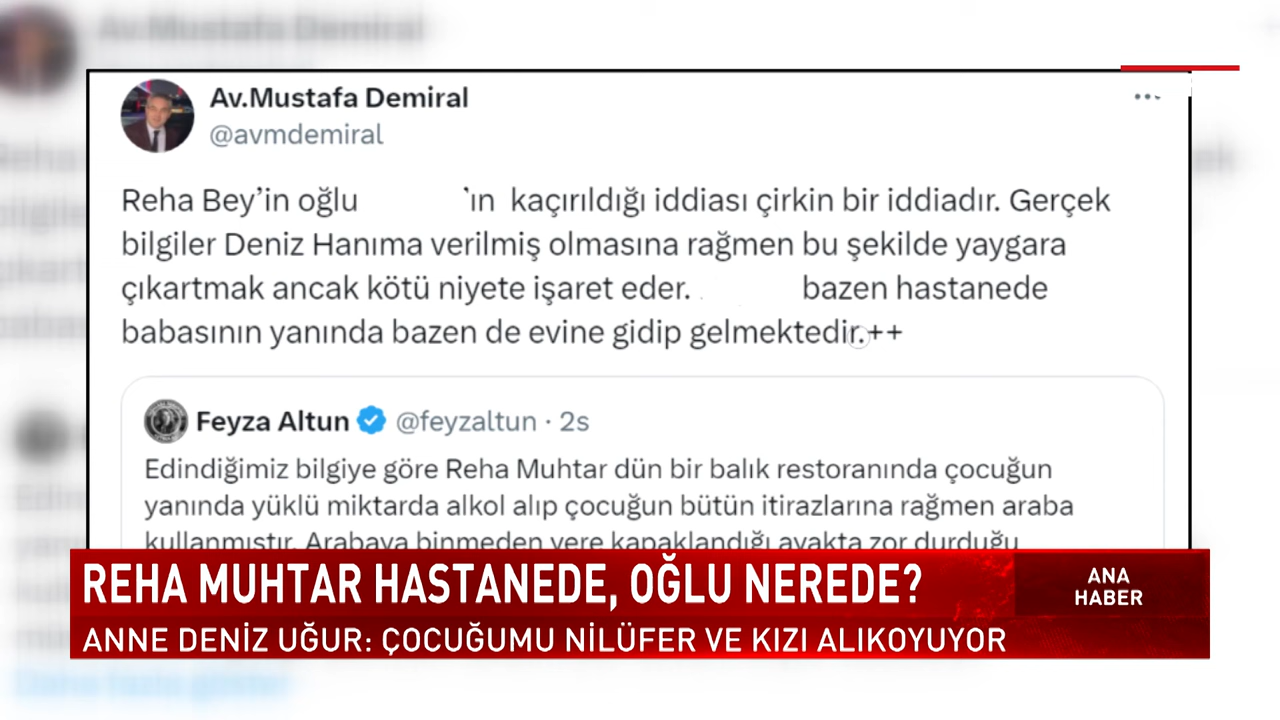 Av.Mustafa Demiral
@avmdemiral
Reha Bey’in oğlu ’ın kaçırıldığı iddiası çirkin bir iddiadır. Gerçek
bilgiler Deniz Hanıma verilmiş olmasına rağmen bu şekilde yaygara
çıkartmak ancak kötü niyete işaret eder. bazen hastanede
babasının yanında bazen de evine gidip gelmektedir.++
Feyza Altun @feyzaltun · 2s
Edindiğimiz bilgiye göre Reha Muhtar dün bir balık restoranında çocuğun
yanında yüklü miktarda alkol alıp çocuğun bütün itirazlarına rağmen araba
kullanmıştır. Arabaya binmeden yere kapaklandığı ayakta zor durduğu
REHA MUHTAR HASTANEDE, OĞLU NEREDE?
ANA
HABER
ANNE DENİZ UĞUR: ÇOCUĞUMU NİLÜFER VE KIZI ALIKOYUYOR